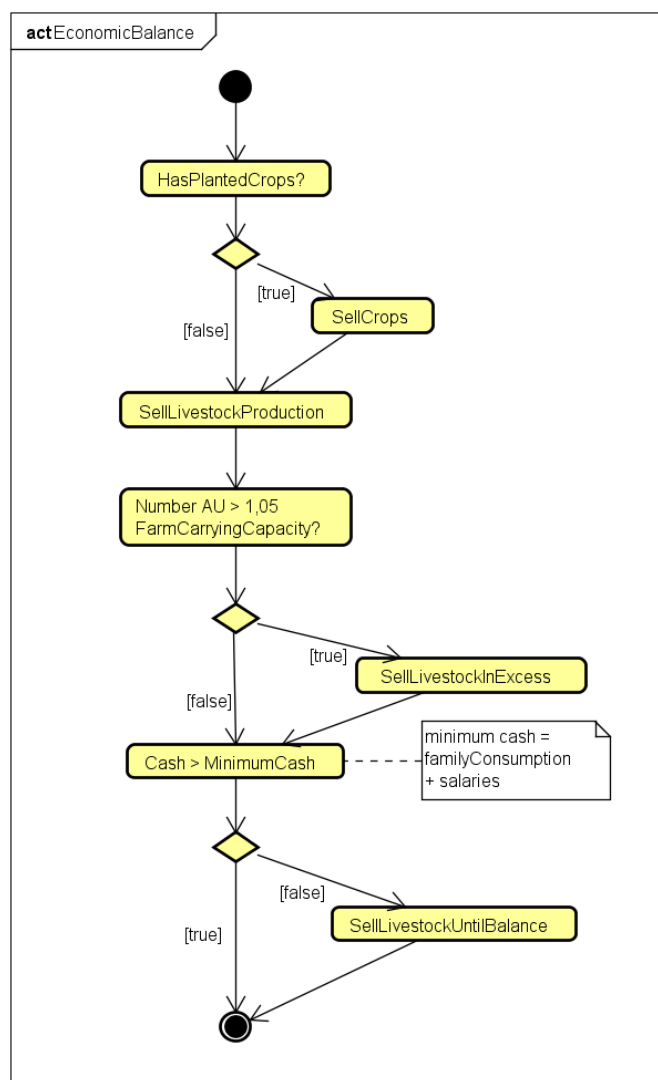 act EconomicBalance
HasPlantedCrops?
[true]
SellCrops
[false]
SellLivestockProduction
Number AU > 1,05
FarmCarryingCapacity?
[true]
SellLivestockInExcess
[false]
minimum cash =
familyConsumption
+ salaries
Cash > MinimumCash
[false]
SellLivestockUntilBalance
[true]